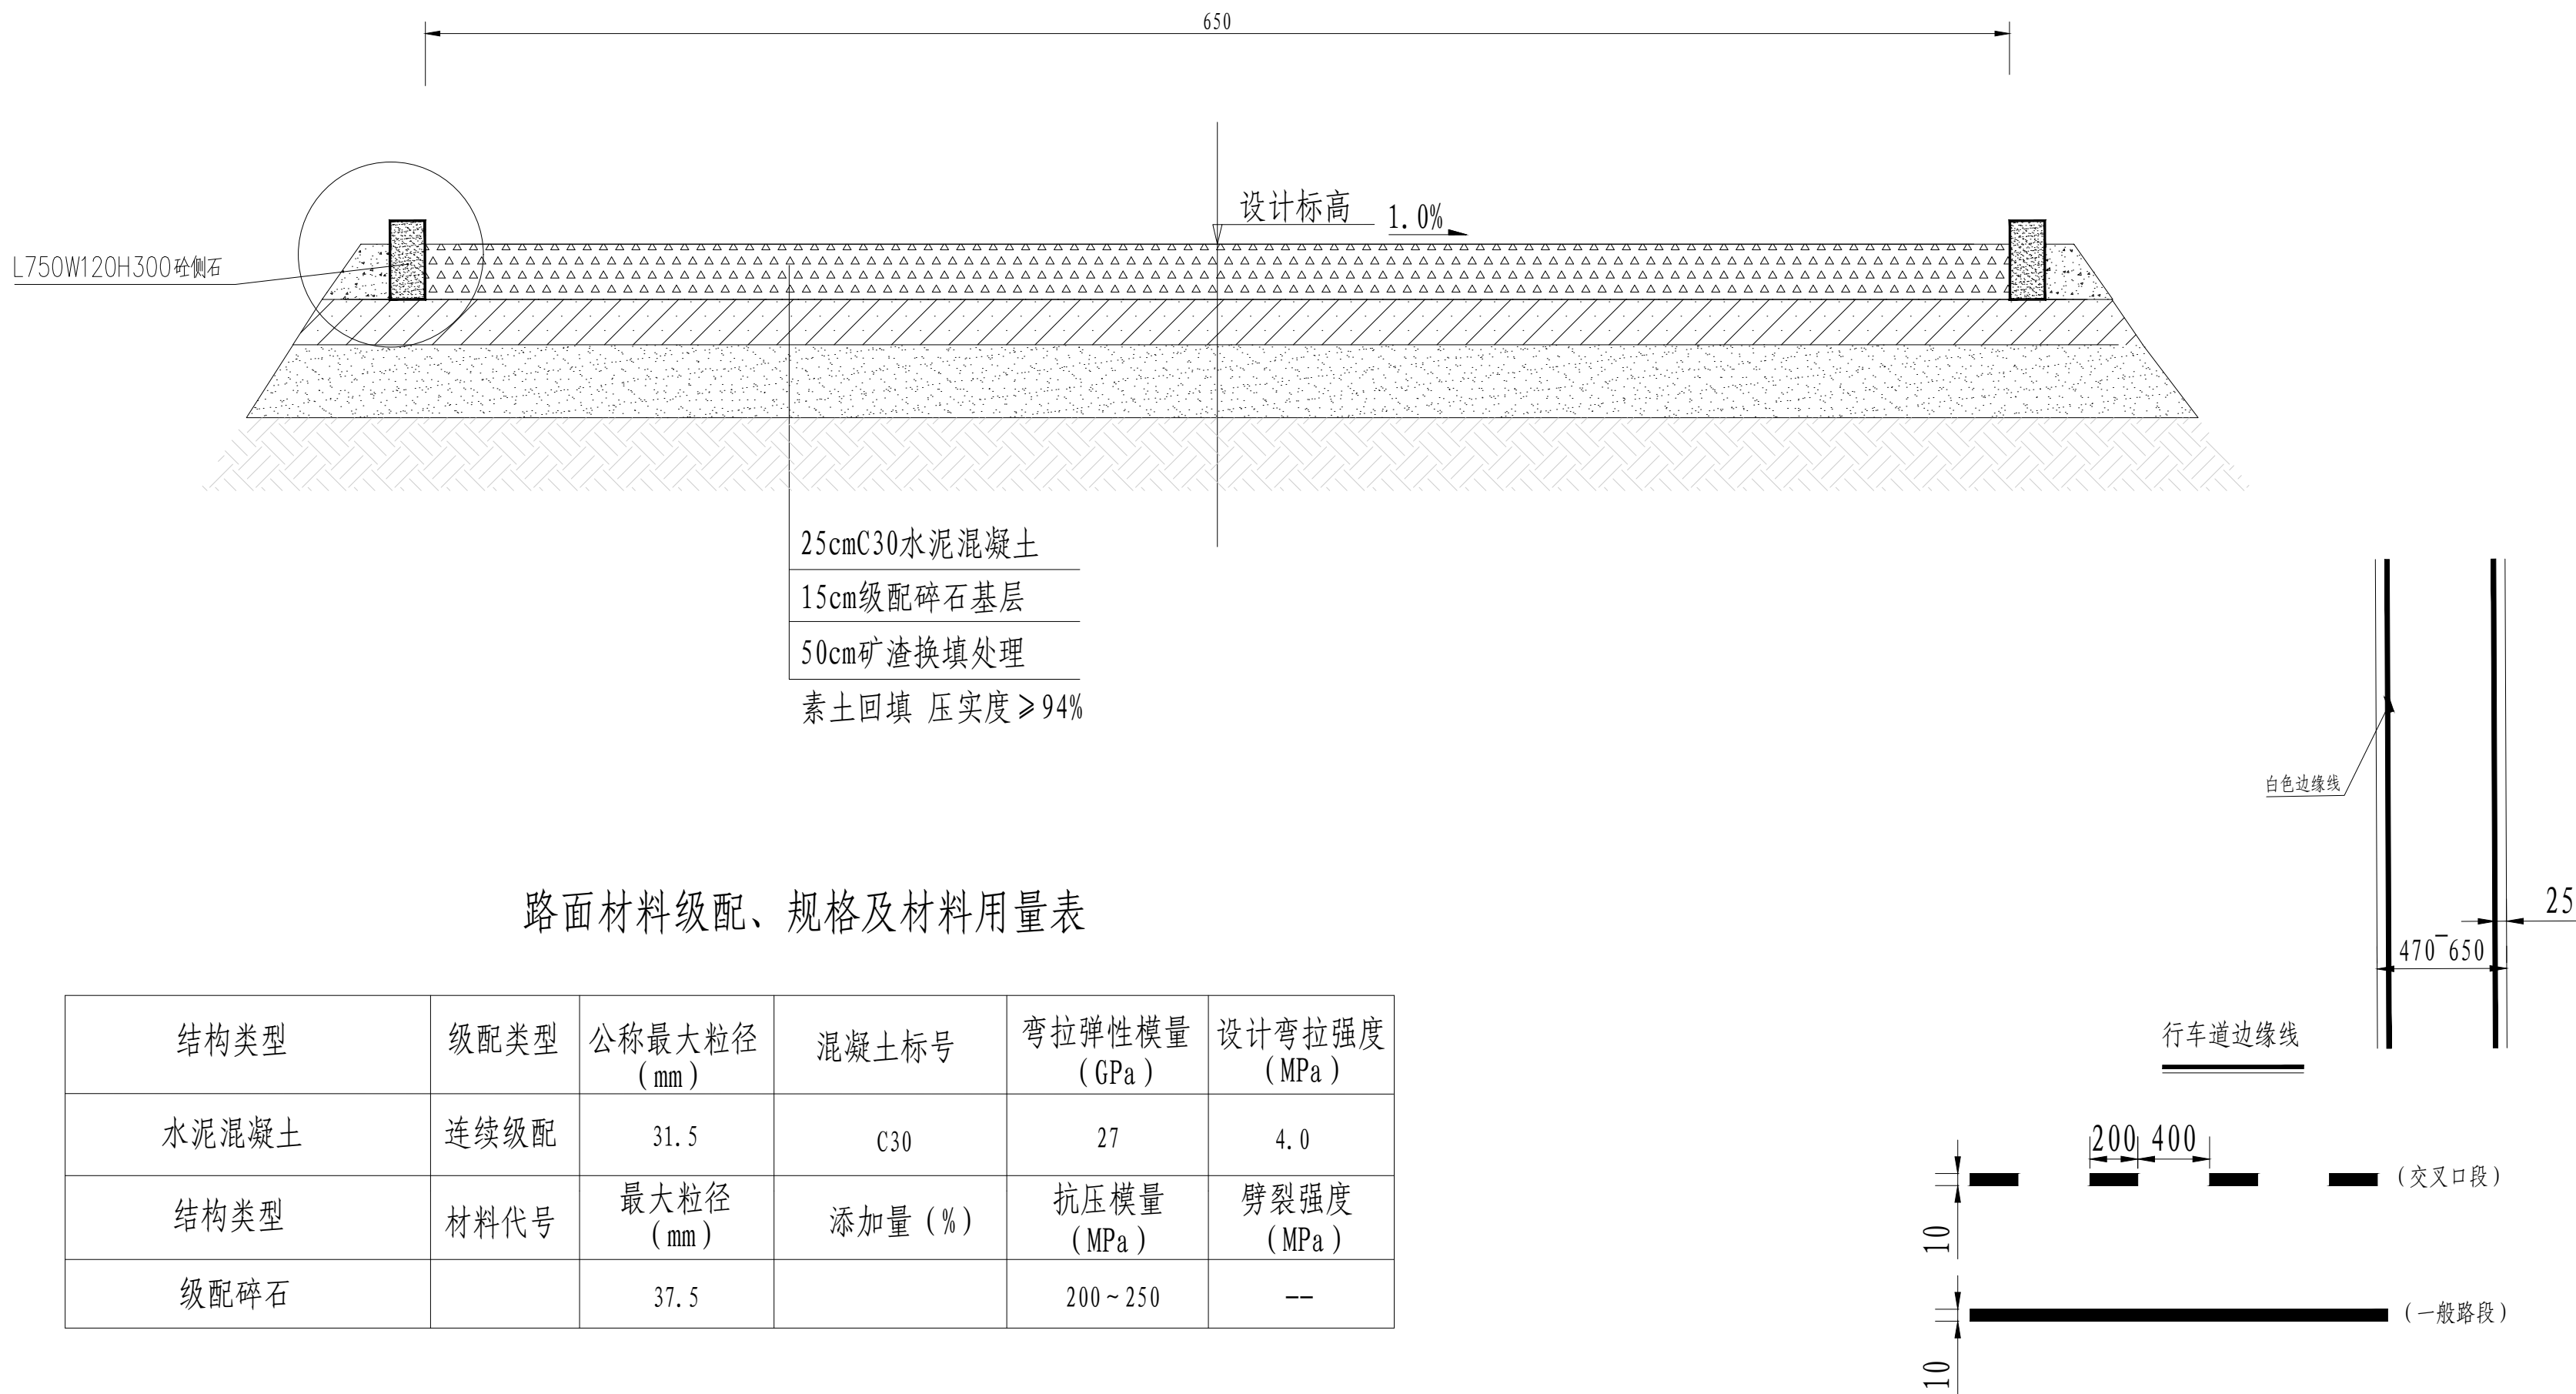 650
设计标高
1.0%
L750W120H300砼侧石
25cmC30水泥混凝土
15cm级配碎石基层
50cm矿渣换填处理
素土回填 压实度≥94%
白色边缘线
25
470-650
行车道边缘线
200 400
(交叉口段)
10
(一般路段)
10
路面材料级配、规格及材料用量表
结构类型 级配类型 公称最大粒径 混凝土标号 弯拉弹性模量 设计弯拉强度
(mm) (GPa) (MPa)
水泥混凝土 连续级配 31.5 C30 27 4.0
结构类型 材料代号 最大粒径 添加量(%) 抗压模量 劈裂强度
(mm) (MPa) (MPa)
级配碎石 37.5 200~250 --